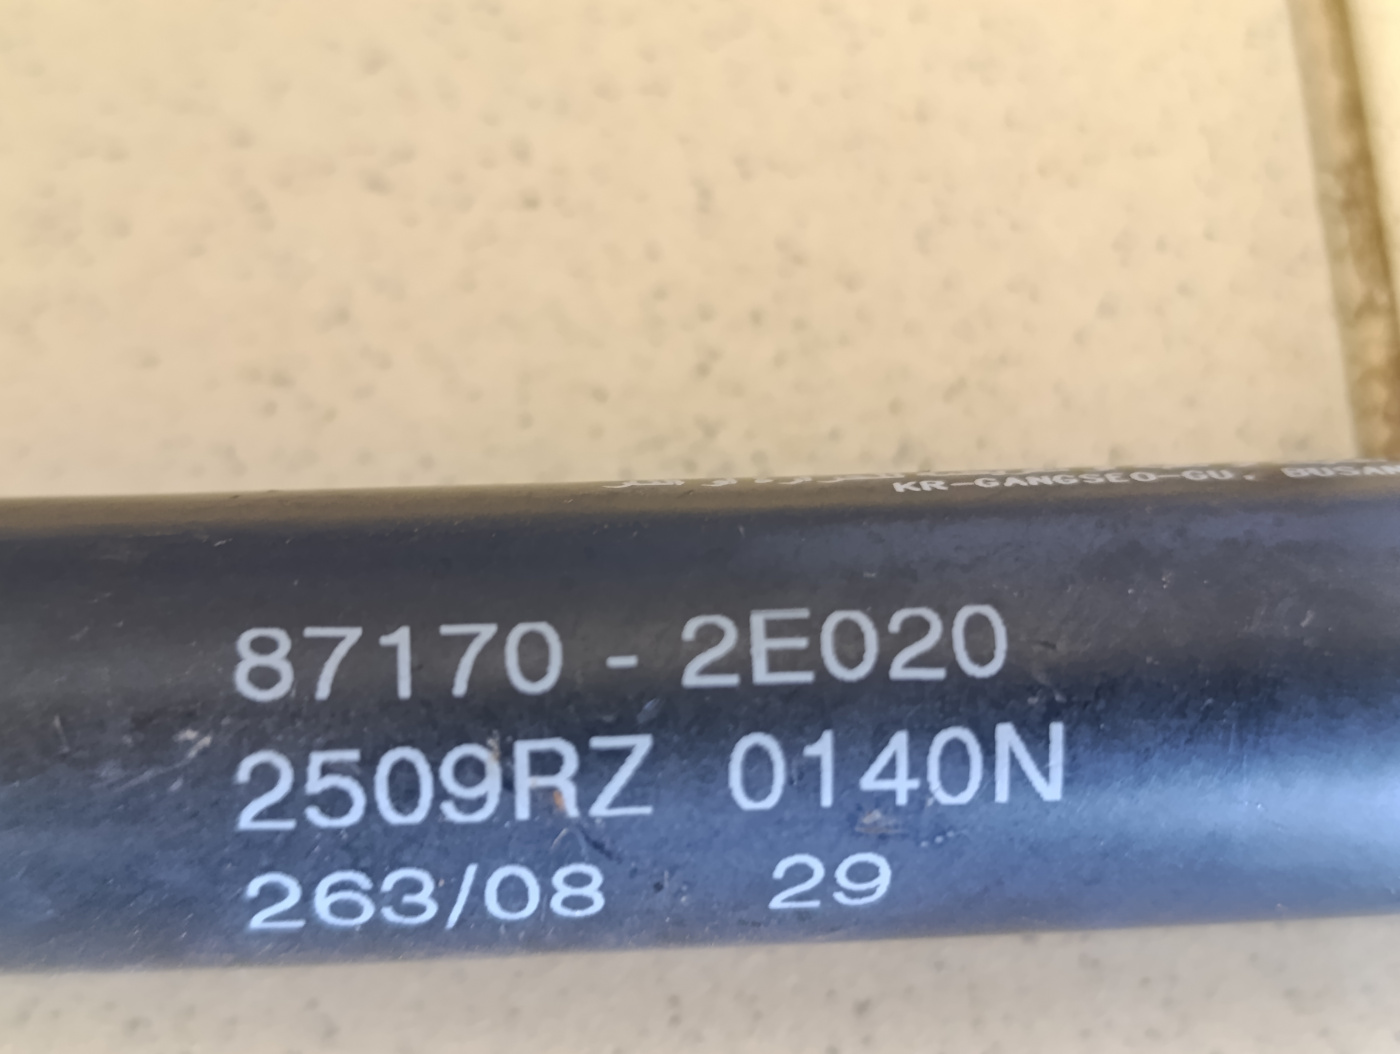 KR-GANGSEO-GU. BUSAN
87170 - 2E020
2509RZ 0140N
263/08 29